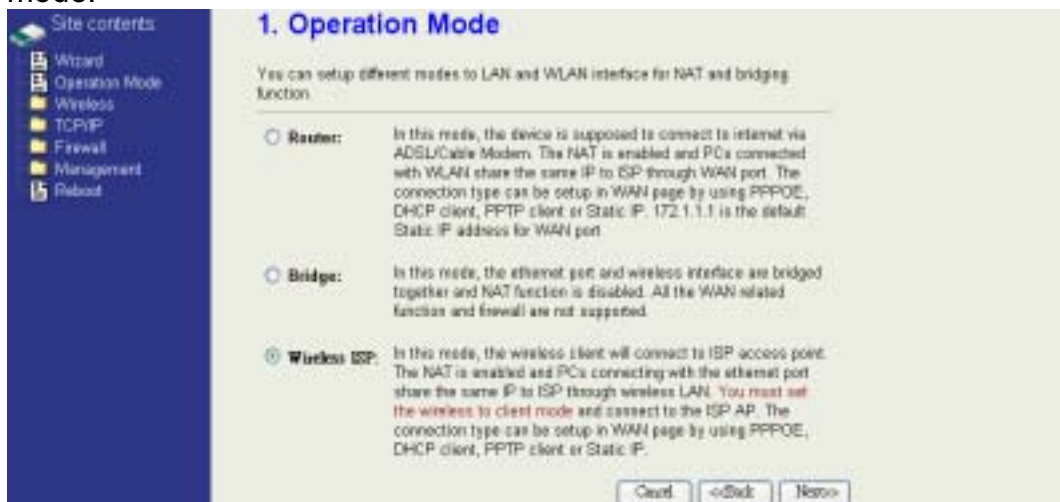 mode.
Site contents
Wizard
Operation Mode
Wireless
TCP/IP
Firewall
Management
Reboot
1. Operation Mode
You can setup different modes to LAN and WLAN interface for NAT and bridging
function.
Router:
In this mode, the device is supposed to connect to internet via
ADSL/Cable Modem. The NAT is enabled and PCs connected
with WLAN share the same IP to ISP through WAN port. The
connection type can be setup in WAN page by using PPPOE,
DHCP client, PPTP client or Static IP. 172.1.1.1 is the default
Static IP address for WAN port
Bridge:
In this mode, the ethernet port and wireless interface are bridged
together and NAT function is disabled. All the WAN related
function and firewall are not supported.
Wireless ISP:
In this mode, the wireless client will connect to ISP access point.
The NAT is enabled and PCs connecting with the ethernet port
share the same IP to ISP through wireless LAN. You must set
the wireless to client mode and connect to the ISP AP. The
connection type can be setup in WAN page by using PPPOE,
DHCP client, PPTP client or Static IP.
Cancel <<Back Next>>